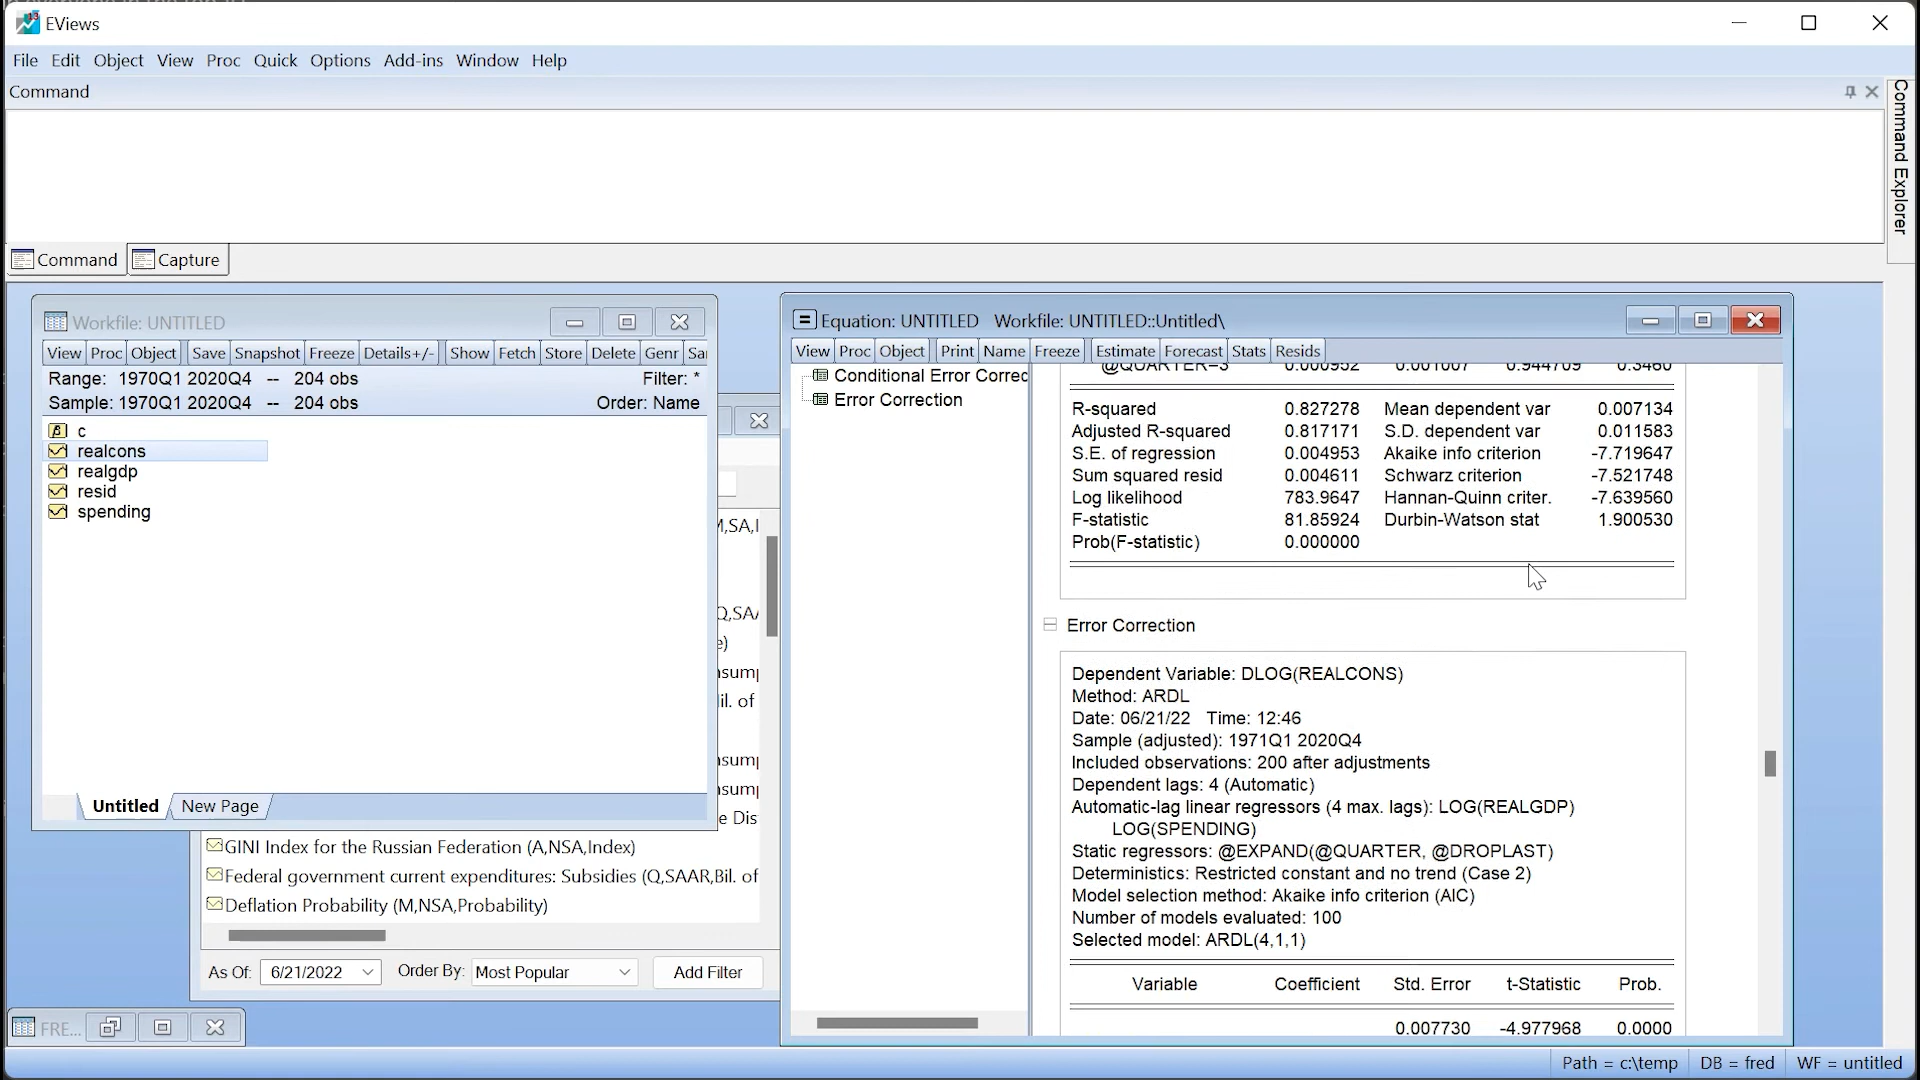 EViews
File Edit Object View Proc Quick Options Add-ins Window Help
Command
Command Explorer
Command Capture
Workfile: UNTITLED
View Proc Object Save Snapshot Freeze Details+/- Show Fetch Store Delete Genr Sa
Range: 1970Q1 2020Q4 -- 204 obs Filter: *
Sample: 1970Q1 2020Q4 -- 204 obs Order: Name
c
realcons
realgdp
resid
spending
Untitled New Page
GINI Index for the Russian Federation (A,NSA,Index)
Federal government current expenditures: Subsidies (Q,SAAR,Bil. of
Deflation Probability (M,NSA,Probability)
As Of: 6/21/2022 Order By: Most Popular Add Filter
FRE...
Equation: UNTITLED Workfile: UNTITLED::Untitled\
View Proc Object Print Name Freeze Estimate Forecast Stats Resids
Conditional Error Correc
Error Correction
@QUARTER=3 0.000952 0.001007 0.944709 0.3460
R-squared 0.827278 Mean dependent var 0.007134
Adjusted R-squared 0.817171 S.D. dependent var 0.011583
S.E. of regression 0.004953 Akaike info criterion -7.719647
Sum squared resid 0.004611 Schwarz criterion -7.521748
Log likelihood 783.9647 Hannan-Quinn criter. -7.639560
F-statistic 81.85924 Durbin-Watson stat 1.900530
Prob(F-statistic) 0.000000
Error Correction
Dependent Variable: DLOG(REALCONS)
Method: ARDL
Date: 06/21/22 Time: 12:46
Sample (adjusted): 1971Q1 2020Q4
Included observations: 200 after adjustments
Dependent lags: 4 (Automatic)
Automatic-lag linear regressors (4 max. lags): LOG(REALGDP)
LOG(SPENDING)
Static regressors: @EXPAND(@QUARTER, @DROPLAST)
Deterministics: Restricted constant and no trend (Case 2)
Model selection method: Akaike info criterion (AIC)
Number of models evaluated: 100
Selected model: ARDL(4,1,1)
Variable Coefficient Std. Error t-Statistic Prob.
0.007730 -4.977968 0.0000
Path = c:\temp DB = fred WF = untitled